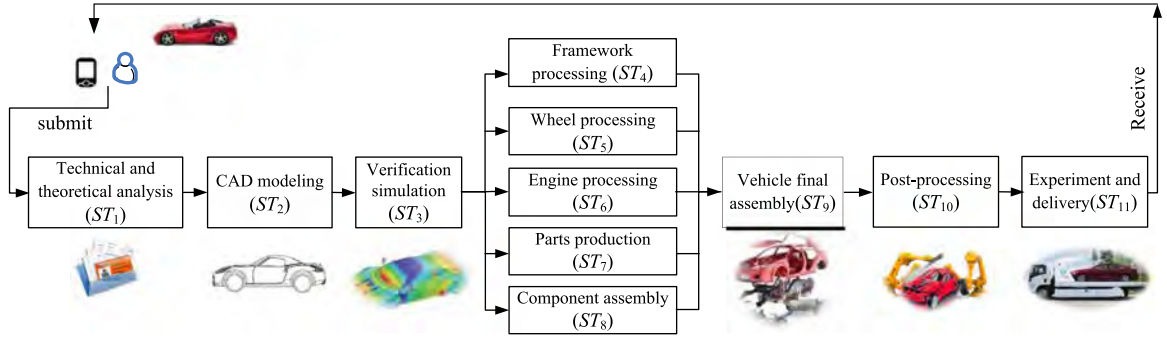 submit
Technical and
theoretical analysis
(ST₁)
CAD modeling
(ST₂)
Verification
simulation
(ST₃)
Framework
processing (ST₄)
Wheel processing
(ST₅)
Engine processing
(ST₆)
Parts production
(ST₇)
Component assembly
(ST₈)
Vehicle final
assembly(ST₉)
Post-processing
(ST₁₀)
Experiment and
delivery(ST₁₁)
Receive